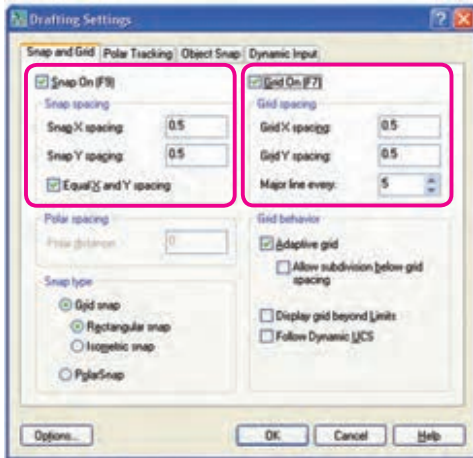 Drafting Settings
Snap and Grid Polar Tracking Object Snap Dynamic Input
Snap On (F9)
Snap spacing
Snap X spacing: 0.5
Snap Y spacing: 0.5
Equal X and Y spacing
Polar spacing
Polar distance: 0
Snap type
Grid snap
Rectangular snap
Isometric snap
PolarSnap
Grid On (F7)
Grid spacing
Grid X spacing: 0.5
Grid Y spacing: 0.5
Major line every: 5
Grid behavior
Adaptive grid
Allow subdivision below grid
spacing
Display grid beyond Limits
Follow Dynamic UCS
Options... OK Cancel Help